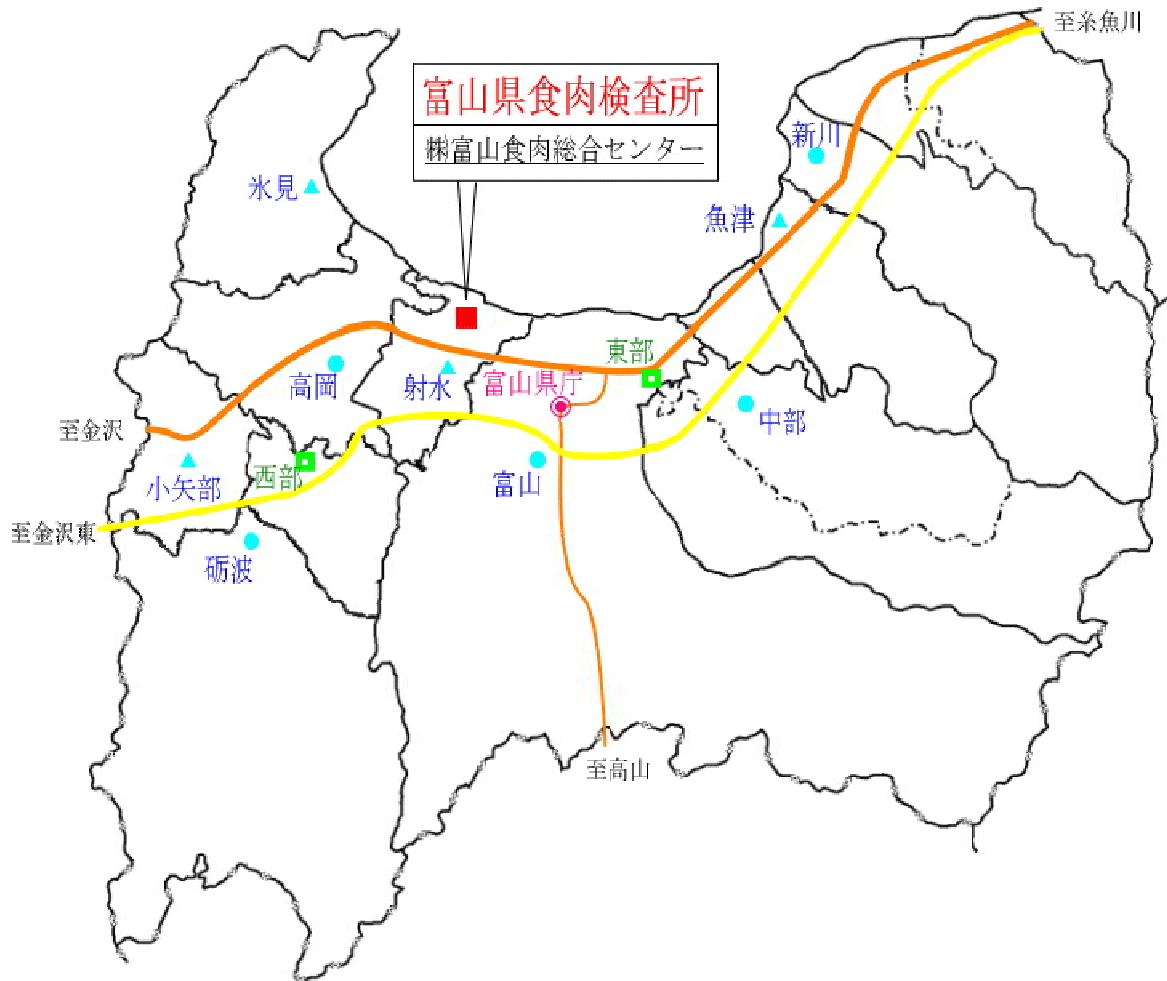 至糸魚川
富山県食肉検査所
㈱富山食肉総合センター
新川
氷見
魚津
東部
高岡
射水
富山県庁
至金沢
中部
小矢部
西部
富山
至金沢東
砺波
至高山